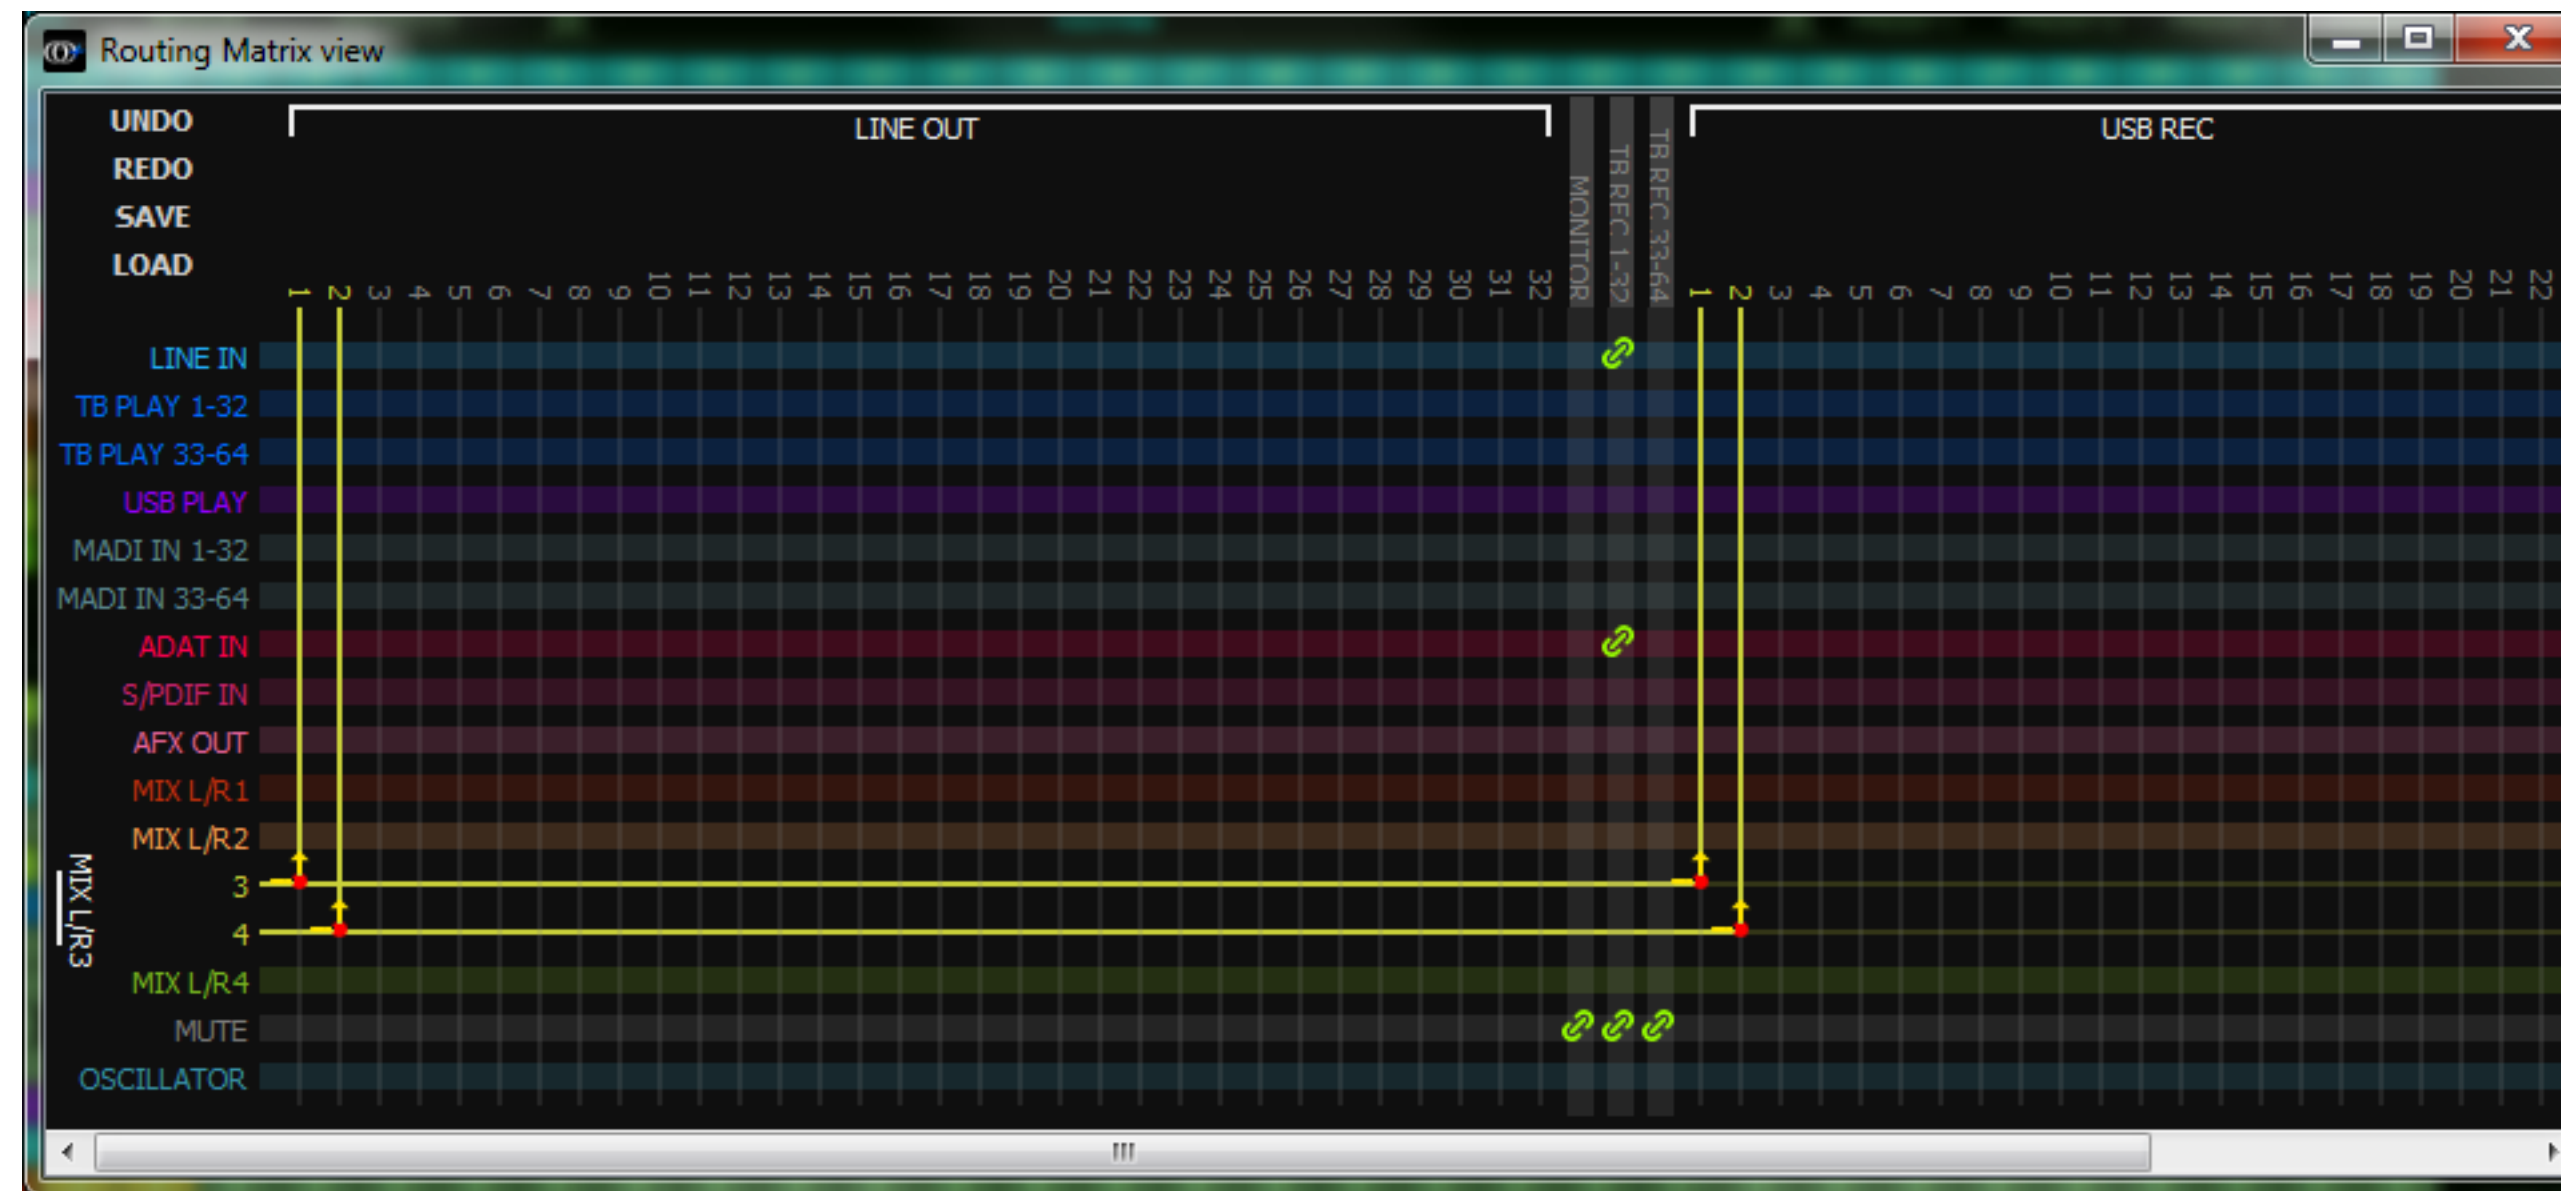 Routing Matrix view
UNDO
REDO
SAVE
LOAD
LINE OUT
MONITOR
TB REC 1-32
TB REC 33-64
USB REC
1 2 3 4 5 6 7 8 9 10 11 12 13 14 15 16 17 18 19 20 21 22 23 24 25 26 27 28 29 30 31 32
1 2 3 4 5 6 7 8 9 10 11 12 13 14 15 16 17 18 19 20 21 22
LINE IN
TB PLAY 1-32
TB PLAY 33-64
USB PLAY
MADI IN 1-32
MADI IN 33-64
ADAT IN
S/PDIF IN
AFX OUT
MIX L/R1
MIX L/R2
MIX L/R3
3
4
MIX L/R4
MUTE
OSCILLATOR